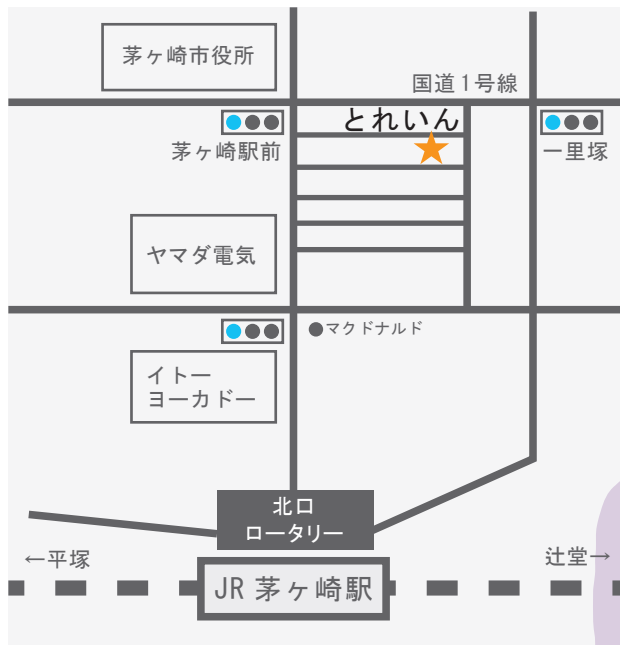 茅ヶ崎市役所
国道1号線
とれいん
茅ヶ崎駅前
一里塚
ヤマダ電気
●マクドナルド
イトー
ヨーカドー
北口
ロータリー
←平塚
辻堂→
JR 茅ヶ崎駅